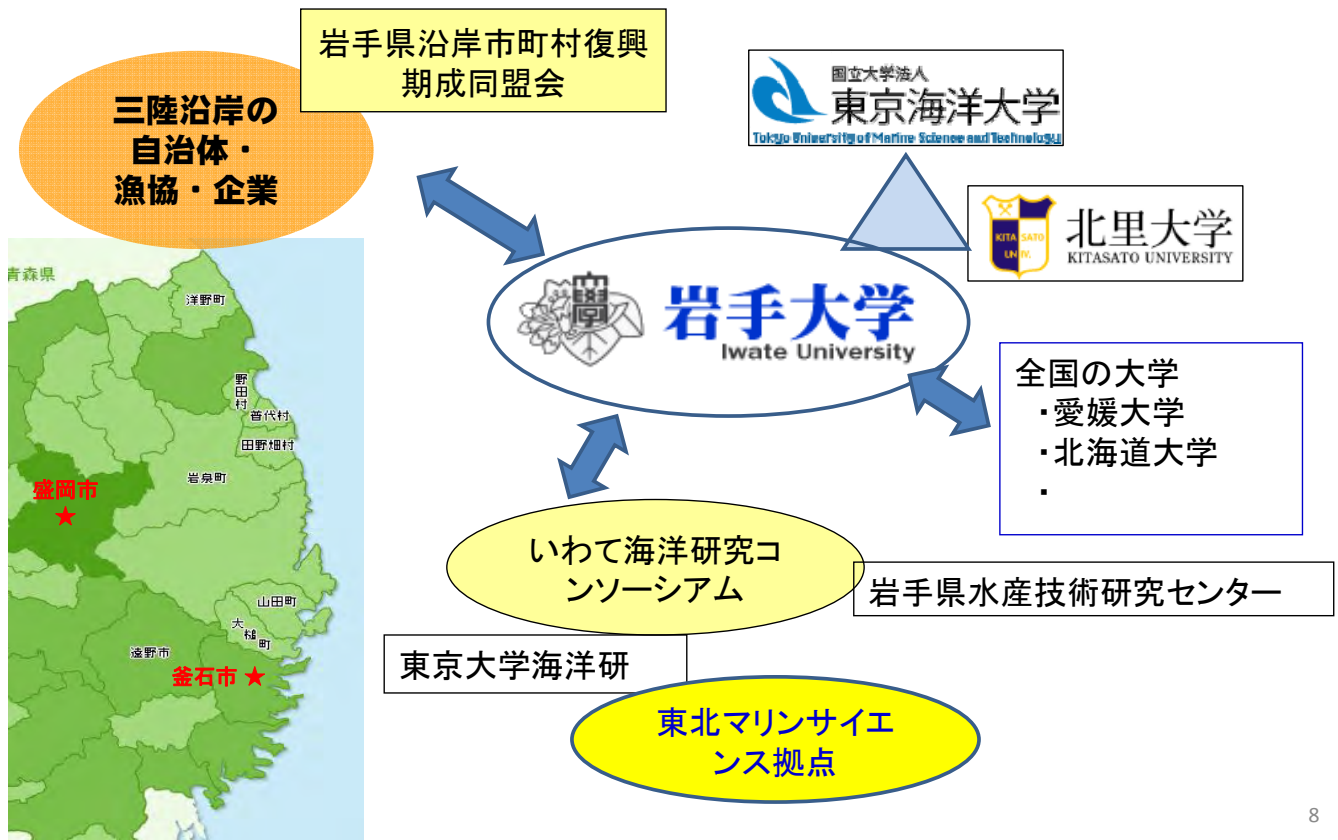 岩手県沿岸市町村復興
期成同盟会
三陸沿岸の
自治体・
漁協・企業
国立大学法人
東京海洋大学
Tokyo University of Marine Science and Technology
KITA SATO
UNIV.
北里大学
KITASATO UNIVERSITY
岩手大学
Iwate University
全国の大学
・愛媛大学
・北海道大学
・
いわて海洋研究コ
ンソーシアム
岩手県水産技術研究センター
東京大学海洋研
東北マリンサイエ
ンス拠点
青森県
洋野町
野田村
普代村
田野畑村
岩泉町
盛岡市
★
山田町
大槌町
遠野市
釜石市 ★
8